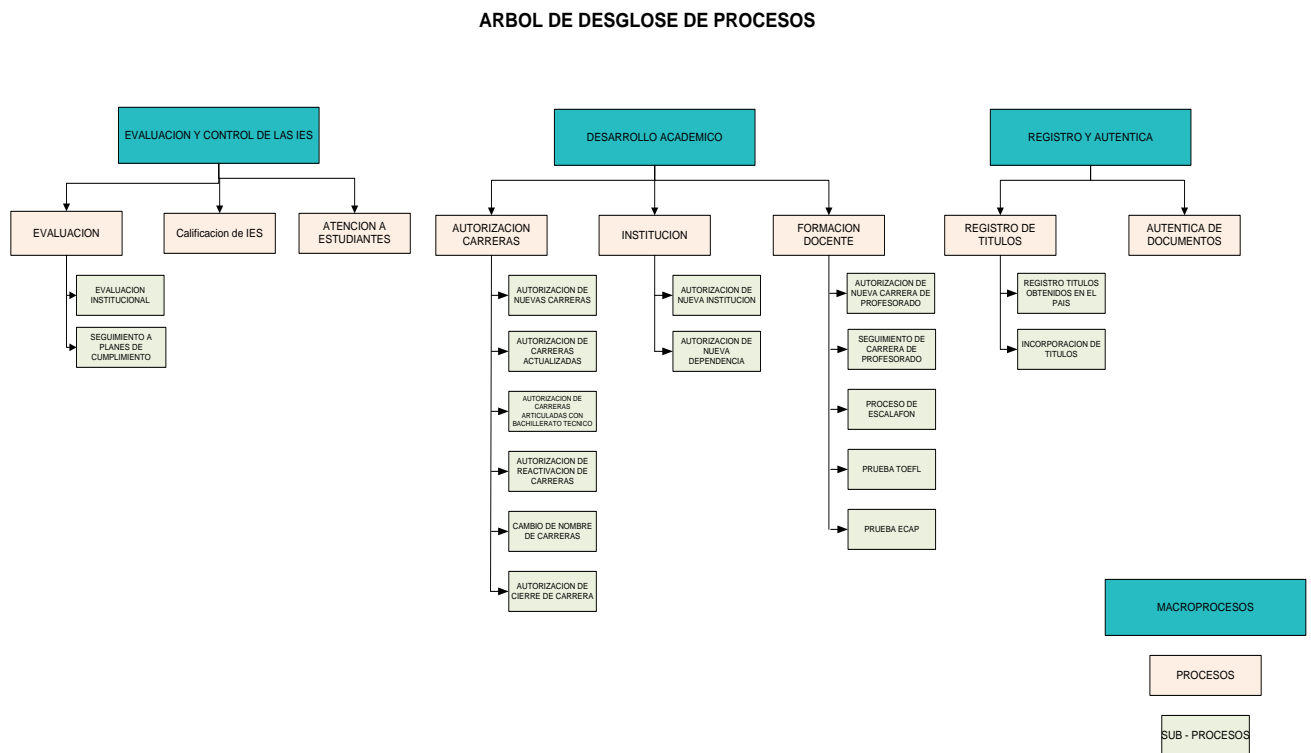 ARBOL DE DESGLOSE DE PROCESOS
EVALUACION Y CONTROL DE LAS IES
DESARROLLO ACADEMICO
REGISTRO Y AUTENTICA
EVALUACION
Calificacion de IES
ATENCION A
ESTUDIANTES
AUTORIZACION
CARRERAS
INSTITUCION
FORMACION
DOCENTE
REGISTRO DE
TITULOS
AUTENTICA DE
DOCUMENTOS
EVALUACION
INSTITUCIONAL
SEGUIMIENTO A
PLANES DE
CUMPLIMIENTO
AUTORIZACION DE
NUEVAS CARRERAS
AUTORIZACION DE
CARRERAS
ACTUALIZADAS
AUTORIZACION DE
CARRERAS
ARTICULADAS CON
BACHILLERATO TECNICO
AUTORIZACION DE
REACTIVACION DE
CARRERAS
CAMBIO DE NOMBRE
DE CARRERAS
AUTORIZACION DE
CIERRE DE CARRERA
AUTORIZACION DE
NUEVA INSTITUCION
AUTORIZACION DE
NUEVA
DEPENDENCIA
AUTORIZACION DE
NUEVA CARRERA DE
PROFESORADO
SEGUIMIENTO DE
CARRERA DE
PROFESORADO
PROCESO DE
ESCALAFON
PRUEBA TOEFL
PRUEBA ECAP
REGISTRO TITULOS
OBTENIDOS EN EL
PAIS
INCORPORACION DE
TITULOS
MACROPROCESOS
PROCESOS
SUB - PROCESOS